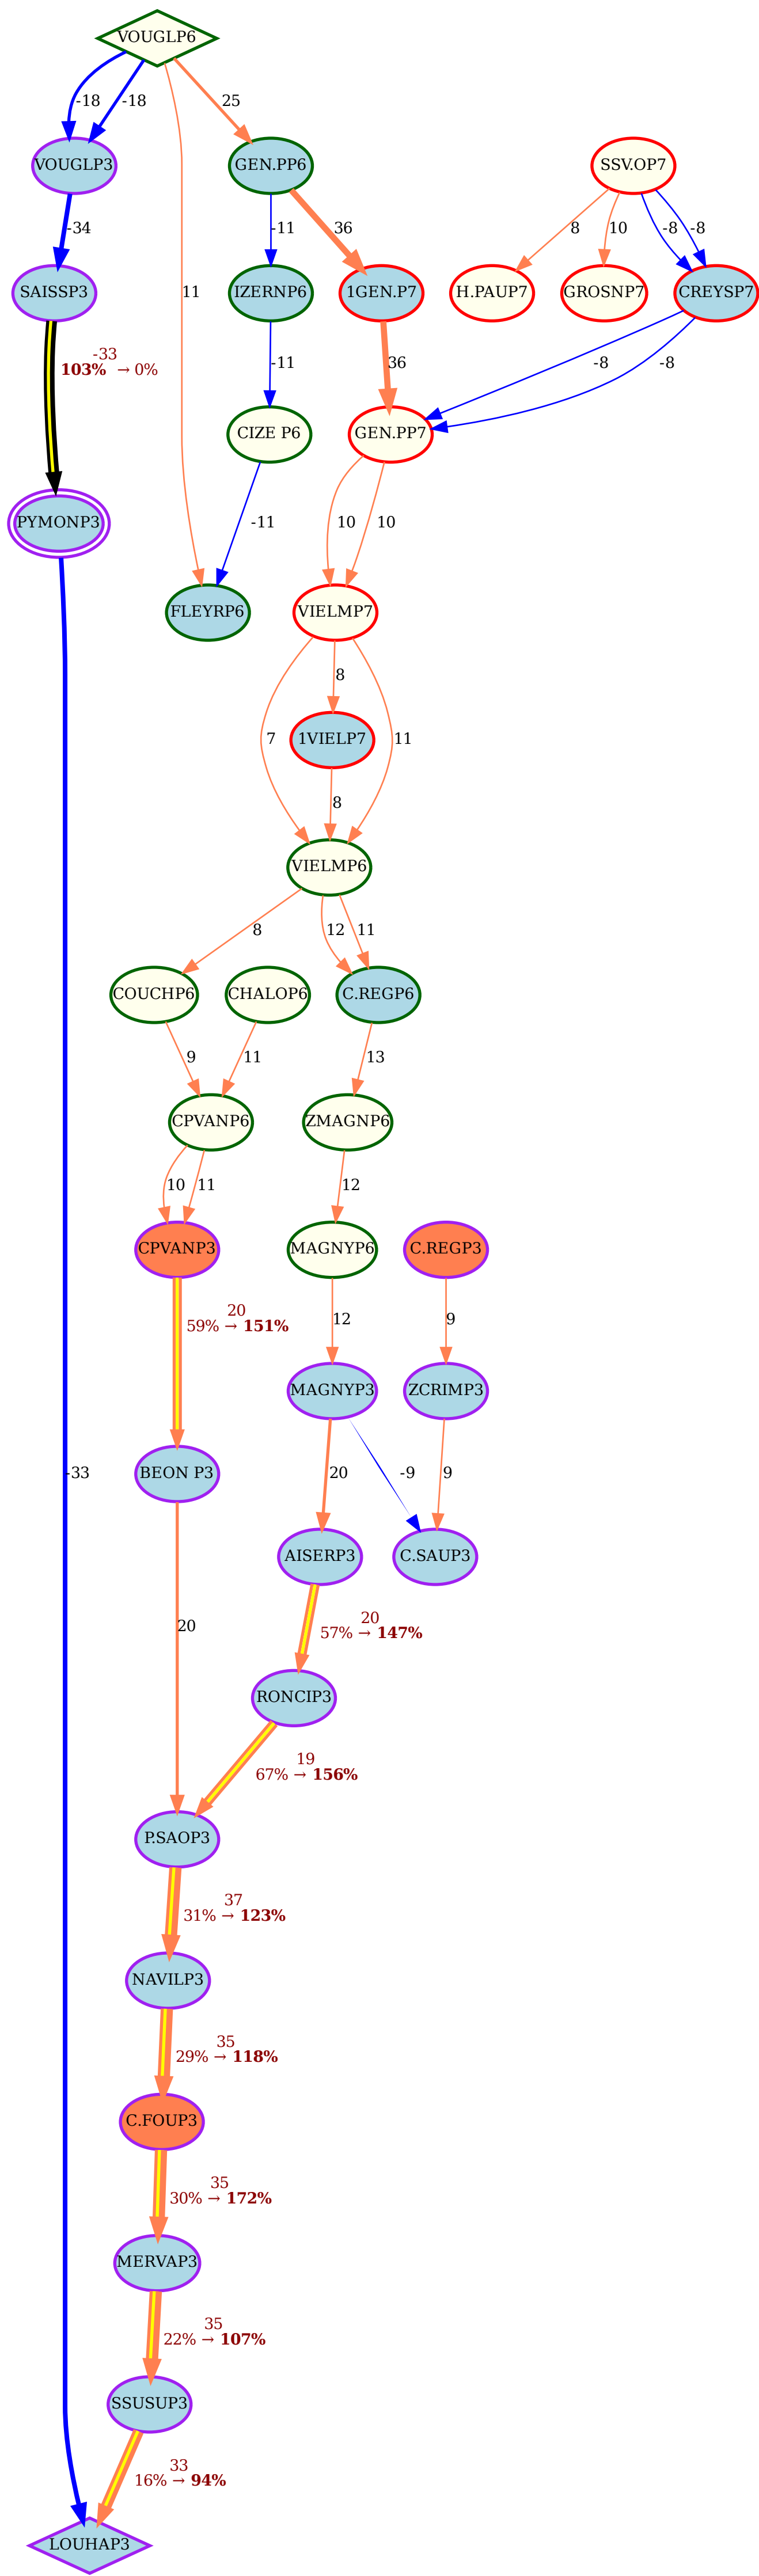 VOUGLP6
-18
-18
25
VOUGLP3
GEN.PP6
SSV.OP7
-34
11
-11
36
8
10
-8
-8
SAISSP3
IZERNP6
1GEN.P7
H.PAUP7
GROSNP7
CREYSP7
-33
103% → 0%
-11
36
-8
-8
CIZE P6
GEN.PP7
PYMONP3
-11
10
10
FLEYRP6
VIELMP7
8
7
1VIELP7
11
8
VIELMP6
8
12
11
COUCHP6
CHALOP6
C.REGP6
9
11
13
CPVANP6
ZMAGNP6
10
11
12
CPVANP3
MAGNYP6
C.REGP3
20
59% → 151%
12
9
MAGNYP3
ZCRIMP3
-33
BEON P3
20
-9
9
AISERP3
C.SAUP3
20
20
57% → 147%
RONCIP3
19
67% → 156%
P.SAOP3
37
31% → 123%
NAVILP3
35
29% → 118%
C.FOUP3
35
30% → 172%
MERVAP3
35
22% → 107%
SSUSUP3
33
16% → 94%
LOUHAP3